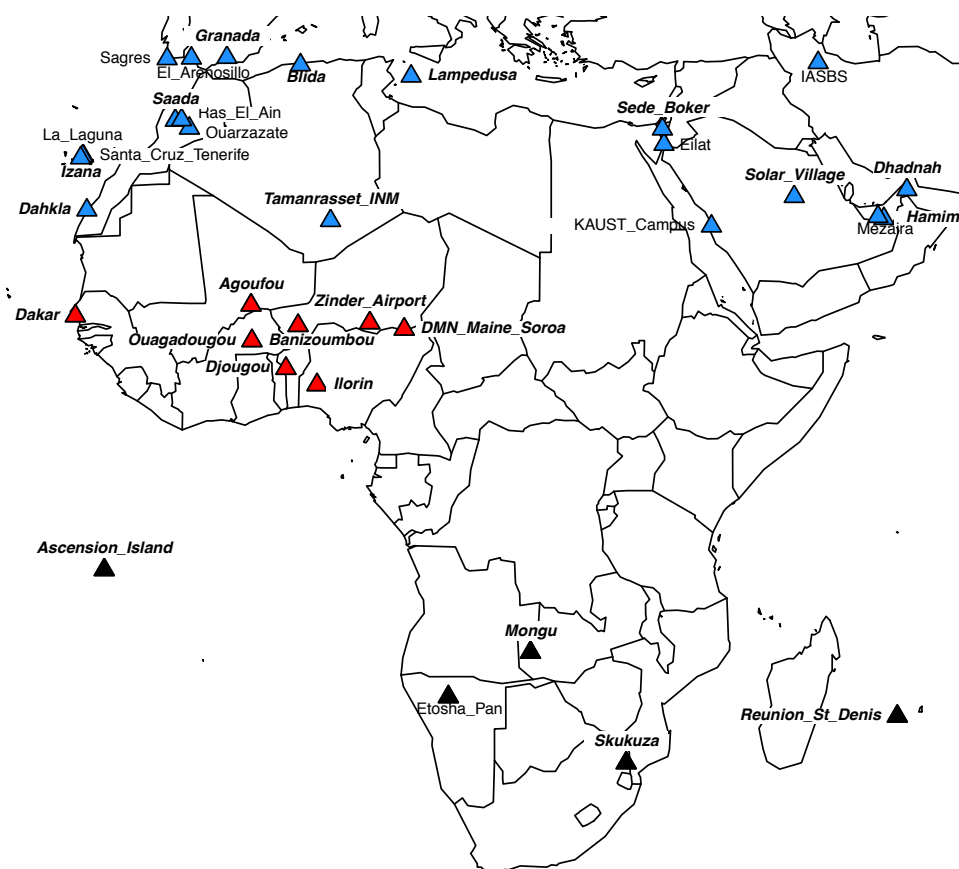 Granada
Sagres
El_Arenosillo
Blida
Lampedusa
IASBS
Saada
Ras_El_Ain
Ouarzazate
Sede_Boker
Eilat
La_Laguna
Santa_Cruz_Tenerife
Izana
Dahkla
Tamanrasset_INM
Solar_Village
Dhadnah
Hamim
Mezaira
KAUST_Campus
Agoufou
Zinder_Airport
Dakar
DMN_Maine_Soroa
Ouagadougou
Banizoumbou
Djougou
Ilorin
Ascension_Island
Mongu
Etosha_Pan
Reunion_St_Denis
Skukuza